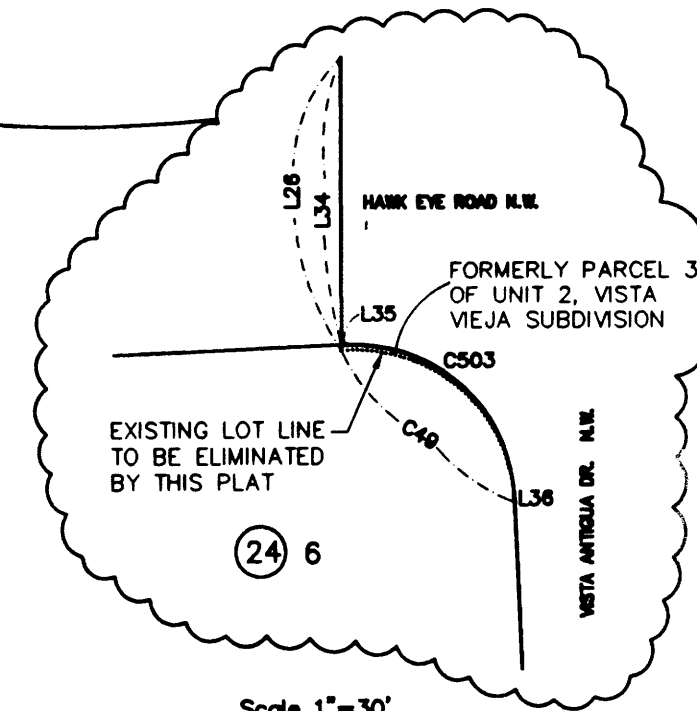 L26
L34
HAWK EYE ROAD N.W.
FORMERLY PARCEL 3
OF UNIT 2, VISTA
VIEJA SUBDIVISION
L35
C503
EXISTING LOT LINE
TO BE ELIMINATED
BY THIS PLAT
C49
L36
VISTA ANTIGUA DR. N.W.
24 6
Scale 1"=30'